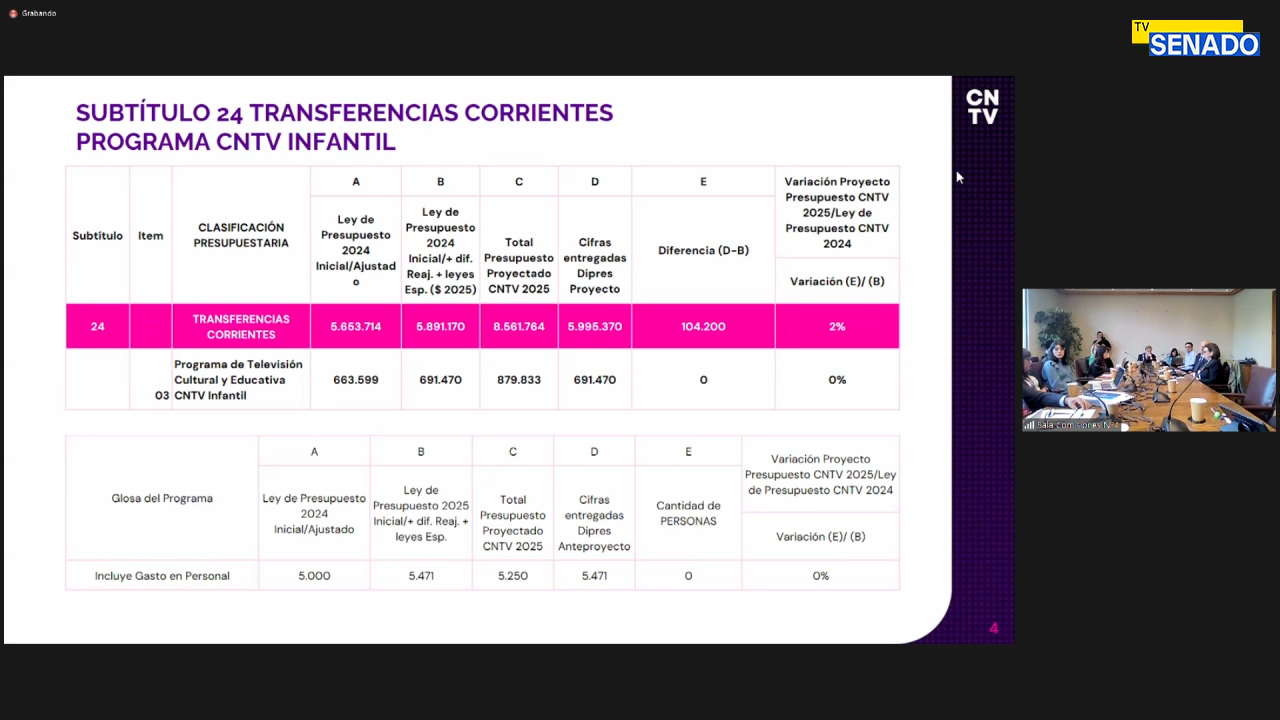 Grabando
TV
SENADO
SUBTÍTULO 24 TRANSFERENCIAS CORRIENTES
PROGRAMA CNTV INFANTIL
CN
TV
Subtítulo
Item
CLASIFICACIÓN
PRESUPUESTARIA
A
B
C
D
E
Ley de
Presupuesto
2024
Inicial/Ajustad
o
Ley de
Presupuesto
2024
Inicial/+ dif.
Reaj. + leyes
Esp. ($ 2025)
Total
Presupuesto
Proyectado
CNTV 2025
Cifras
entregadas
Dipres
Proyecto
Diferencia (D-B)
Variación Proyecto
Presupuesto CNTV
2025/Ley de
Presupuesto CNTV
2024
Variación (E)/ (B)
24
TRANSFERENCIAS
CORRIENTES
5.653.714
5.891.170
8.561.764
5.995.370
104.200
2%
03
Programa de Televisión
Cultural y Educativa
CNTV Infantil
663.599
691.470
879.833
691.470
0
0%
Glosa del Programa
A
B
C
D
E
Ley de Presupuesto
2024
Inicial/Ajustado
Ley de
Presupuesto 2025
Inicial/+ dif. Reaj. +
leyes Esp.
Total
Presupuesto
Proyectado
CNTV 2025
Cifras
entregadas
Dipres
Anteproyecto
Cantidad de
PERSONAS
Variación Proyecto
Presupuesto CNTV 2025/Ley
de Presupuesto CNTV 2024
Variación (E)/ (B)
Incluye Gasto en Personal
5.000
5.471
5.250
5.471
0
0%
4
Sala Comisiones N°